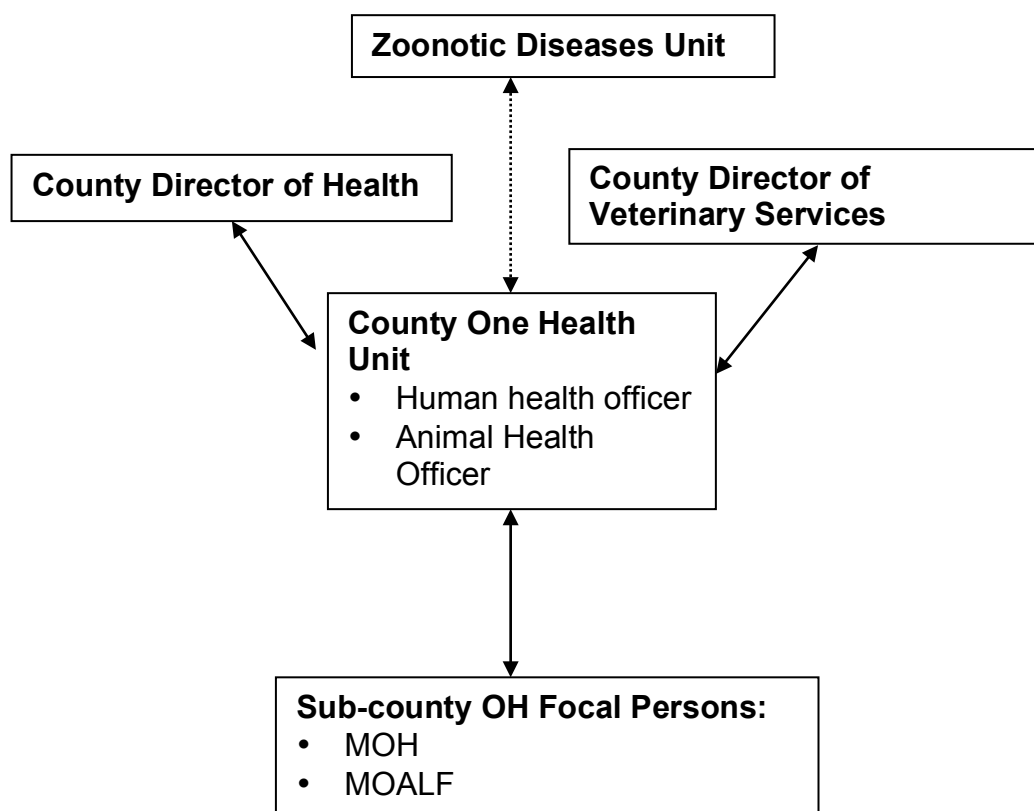 Zoonotic Diseases Unit
County Director of Health
County Director of
Veterinary Services
County One Health
Unit
• Human health officer
• Animal Health
Officer
Sub-county OH Focal Persons:
• MOH
• MOALF